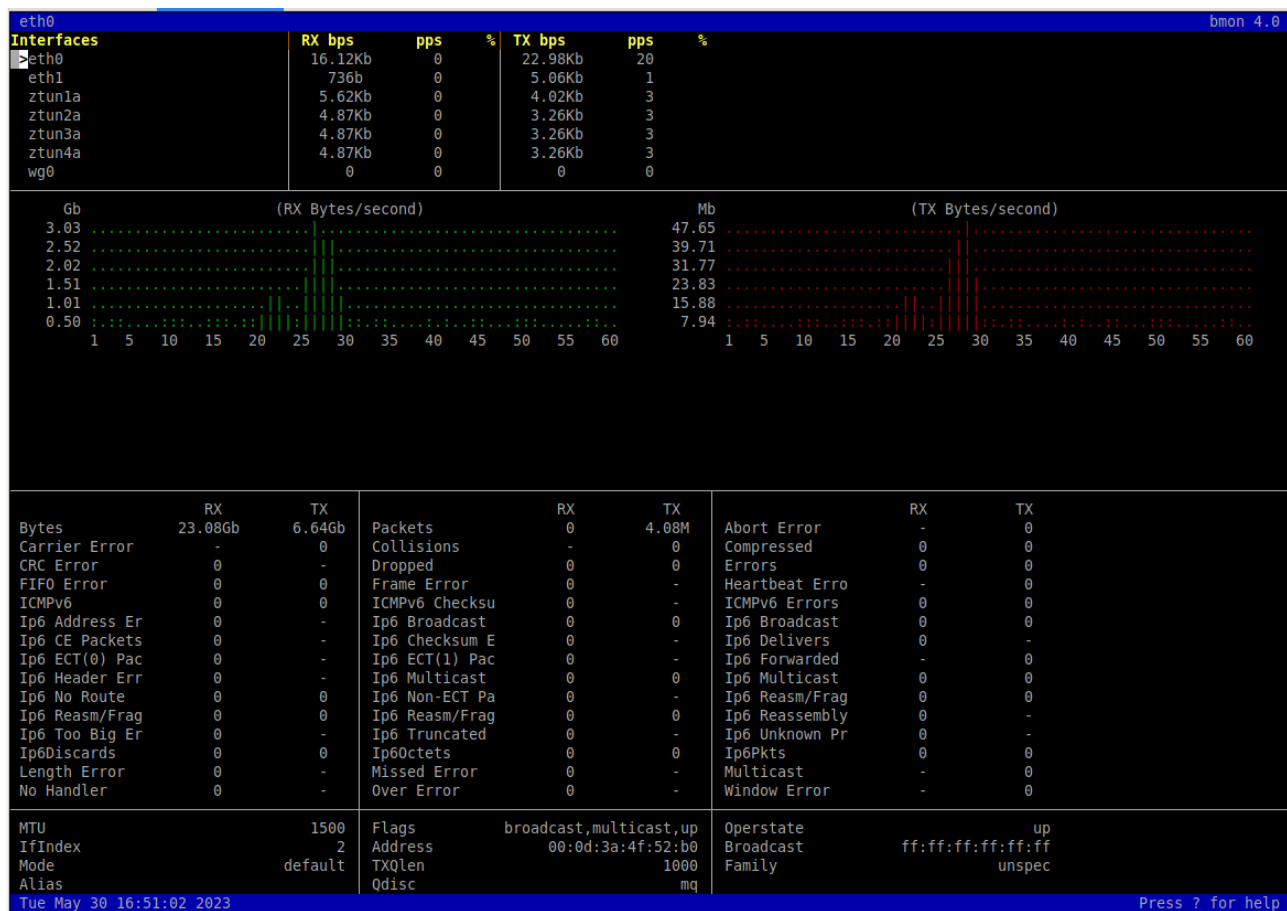 eth0 bmon 4.0
Interfaces RX bps pps % TX bps pps %
>eth0 16.12Kb 0 22.98Kb 20
eth1 736b 0 5.06Kb 1
ztun1a 5.62Kb 0 4.02Kb 3
ztun2a 4.87Kb 0 3.26Kb 3
ztun3a 4.87Kb 0 3.26Kb 3
ztun4a 4.87Kb 0 3.26Kb 3
wg0 0 0 0 0
Gb (RX Bytes/second) Mb (TX Bytes/second)
3.03 47.65
2.52 39.71
2.02 31.77
1.51 23.83
1.01 15.88
0.50 7.94
1 5 10 15 20 25 30 35 40 45 50 55 60 1 5 10 15 20 25 30 35 40 45 50 55 60
RX TX RX TX RX TX
Bytes 23.08Gb 6.64Gb Packets 0 4.08M Abort Error - 0
Carrier Error - 0 Collisions - 0 Compressed 0 0
CRC Error 0 - Dropped 0 0 Errors 0 0
FIFO Error 0 0 Frame Error 0 - Heartbeat Erro - 0
ICMPv6 0 0 ICMPv6 Checksu 0 - ICMPv6 Errors 0 0
Ip6 Address Er 0 - Ip6 Broadcast 0 0 Ip6 Broadcast 0 0
Ip6 CE Packets 0 - Ip6 Checksum E 0 - Ip6 Delivers 0 -
Ip6 ECT(0) Pac 0 - Ip6 ECT(1) Pac 0 - Ip6 Forwarded - 0
Ip6 Header Err 0 - Ip6 Multicast 0 0 Ip6 Multicast 0 0
Ip6 No Route 0 0 Ip6 Non-ECT Pa 0 - Ip6 Reasm/Frag 0 0
Ip6 Reasm/Frag 0 0 Ip6 Reasm/Frag 0 0 Ip6 Reassembly 0 -
Ip6 Too Big Er 0 - Ip6 Truncated 0 - Ip6 Unknown Pr 0 -
Ip6Discards 0 0 Ip6Octets 0 0 Ip6Pkts 0 0
Length Error 0 - Missed Error 0 - Multicast - 0
No Handler 0 - Over Error 0 - Window Error - 0
MTU 1500 Flags broadcast,multicast,up Operstate up
IfIndex 2 Address 00:0d:3a:4f:52:b0 Broadcast ff:ff:ff:ff:ff:ff
Mode default TXQlen 1000 Family unspec
Alias Qdisc mq
Tue May 30 16:51:02 2023 Press ? for help